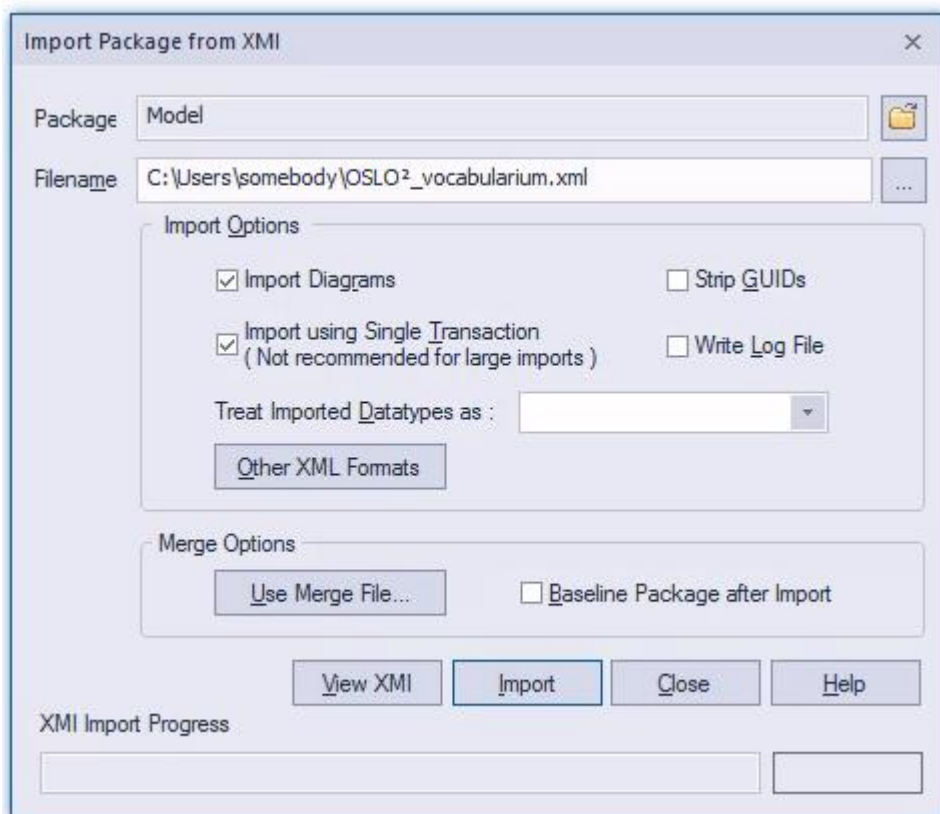 Import Package from XMI
Package Model
Filename C:\Users\somebody\OSLO²_vocabularium.xml ...
Import Options
Import Diagrams Strip GUIDs
Import using Single Transaction
( Not recommended for large imports ) Write Log File
Treat Imported Datatypes as :
Other XML Formats
Merge Options
Use Merge File... Baseline Package after Import
View XMI Import Close Help
XMI Import Progress